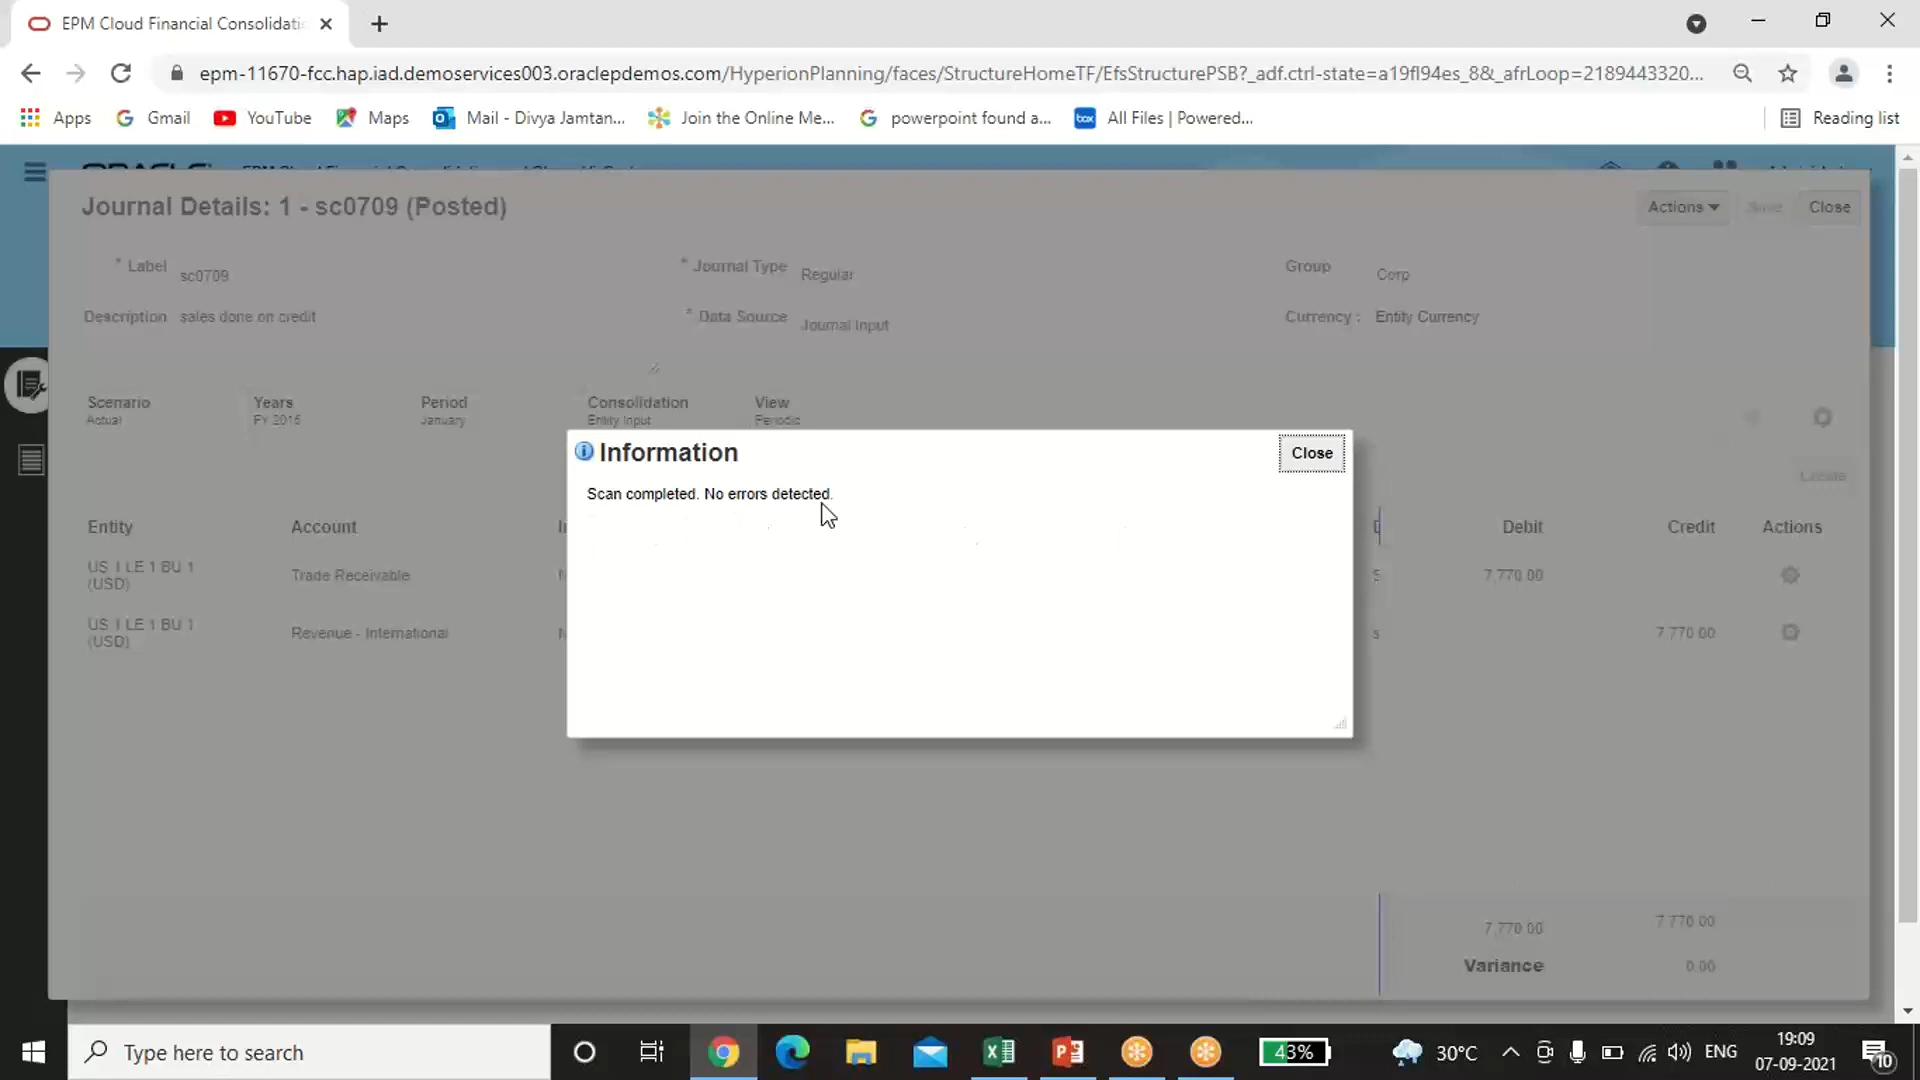 EPM Cloud Financial Consolidati
epm-11670-fcc.hap.iad.demoservices003.oraclepdemos.com/HyperionPlanning/faces/StructureHomeTF/EfsStructurePSB?_adf.ctrl-state=a19fl94es_8&_afrLoop=2189443320...
Apps Gmail YouTube Maps Mail - Divya Jamtan... Join the Online Me... powerpoint found a... box All Files | Powered... Reading list
ORACLE
Journal Details: 1 - sc0709 (Posted) Actions Save Close
* Label sc0709 * Journal Type Regular Group Corp
Description sales done on credit * Data Source Journal Input Currency : Entity Currency
Scenario Years Period Consolidation View
Actual FY 2015 January Entity Input Periodic
Information Close
Scan completed. No errors detected.
Locate
Entity Account Debit Credit Actions
US 1 LE 1 BU 1
(USD)
Trade Receivable 7,770.00
US 1 LE 1 BU 1
(USD)
Revenue - International 7,770.00
7,770.00 7,770.00
Variance 0.00
Type here to search 43% 30°C ENG
19:09
07-09-2021
10